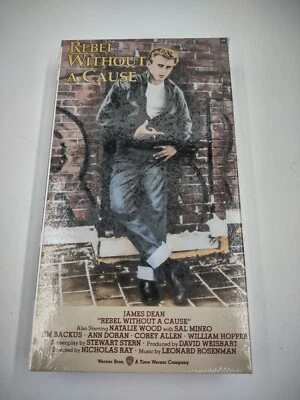 REBEL
WITHOUT
A CAUSE
JAMES DEAN
"REBEL WITHOUT A CAUSE"
Also Starring NATALIE WOOD with SAL MINEO
JIM BACKUS · ANN DORAN · COREY ALLEN · WILLIAM HOPPER
Screenplay by STEWART STERN · Produced by DAVID WEISBART
Directed by NICHOLAS RAY · Music by LEONARD ROSENMAN
Warner Bros. A Time Warner Company